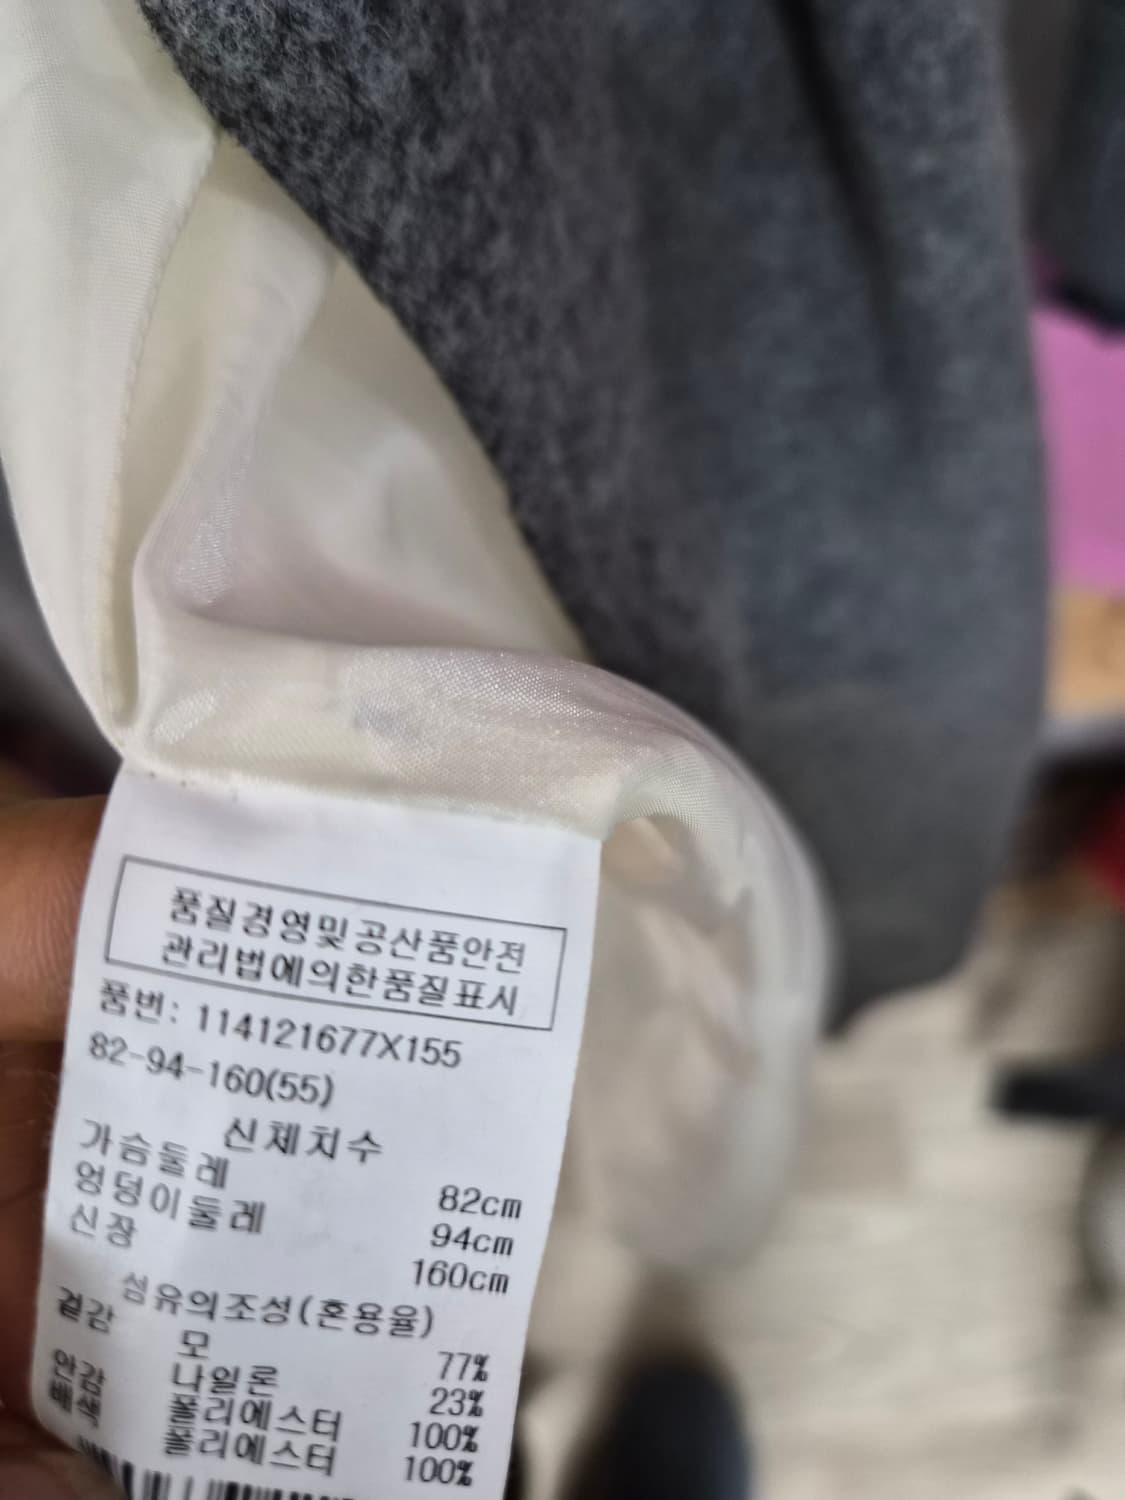 품질경영및공산품안전
관리법에의한품질표시
품번: 114121677X155
82-94-160(55)
신체치수
가슴둘레 82cm
엉덩이둘레 94cm
신장 160cm
섬유의조성(혼용율)
겉감 모 77%
나일론 23%
안감 폴리에스터 100%
배색 폴리에스터 100%